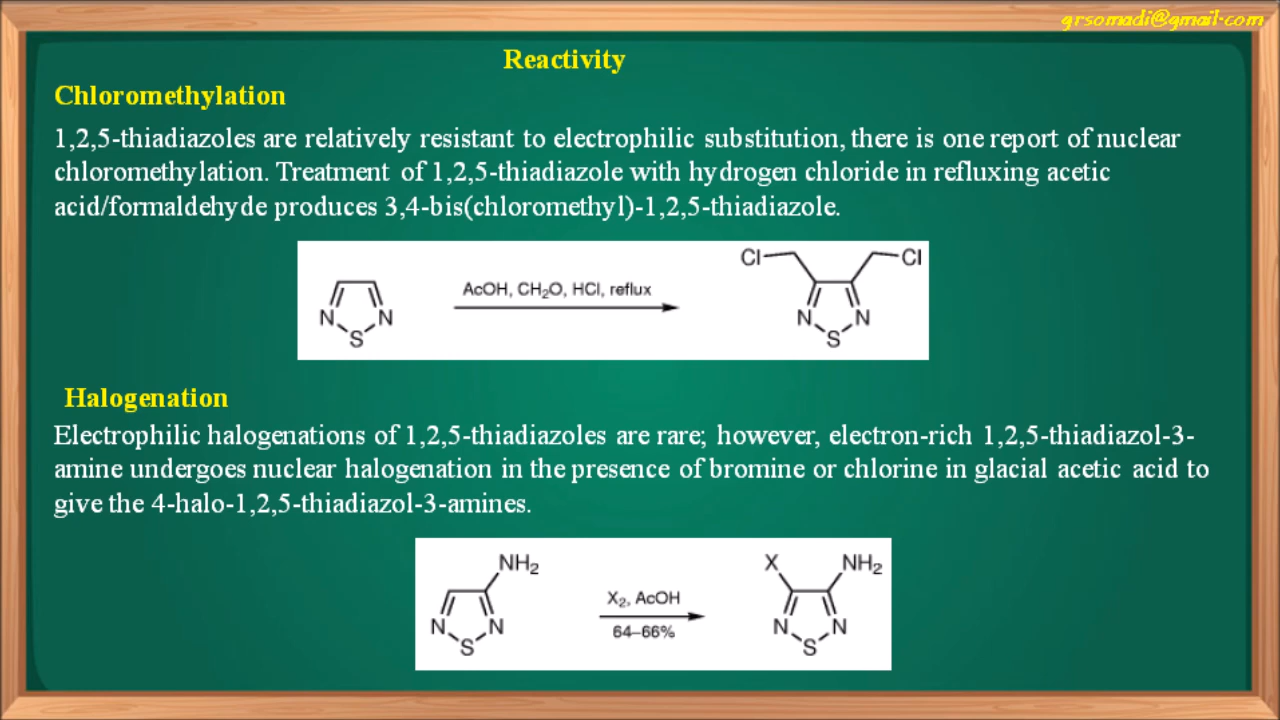 grsomadi@gmail.com
Reactivity
Chloromethylation
1,2,5-thiadiazoles are relatively resistant to electrophilic substitution, there is one report of nuclear
chloromethylation. Treatment of 1,2,5-thiadiazole with hydrogen chloride in refluxing acetic
acid/formaldehyde produces 3,4-bis(chloromethyl)-1,2,5-thiadiazole.
Cl Cl
AcOH, CH₂O, HCl, reflux
N N N N
S S
Halogenation
Electrophilic halogenations of 1,2,5-thiadiazoles are rare; however, electron-rich 1,2,5-thiadiazol-3-
amine undergoes nuclear halogenation in the presence of bromine or chlorine in glacial acetic acid to
give the 4-halo-1,2,5-thiadiazol-3-amines.
NH₂ X NH₂
X₂, AcOH
64–66%
N N N N
S S